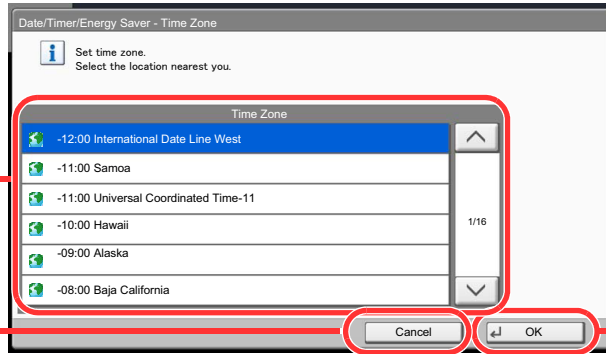 Date/Timer/Energy Saver - Time Zone
Set time zone.
Select the location nearest you.
Time Zone
-12:00 International Date Line West
-11:00 Samoa
-11:00 Universal Coordinated Time-11
-10:00 Hawaii
1/16
-09:00 Alaska
-08:00 Baja California
Cancel
OK